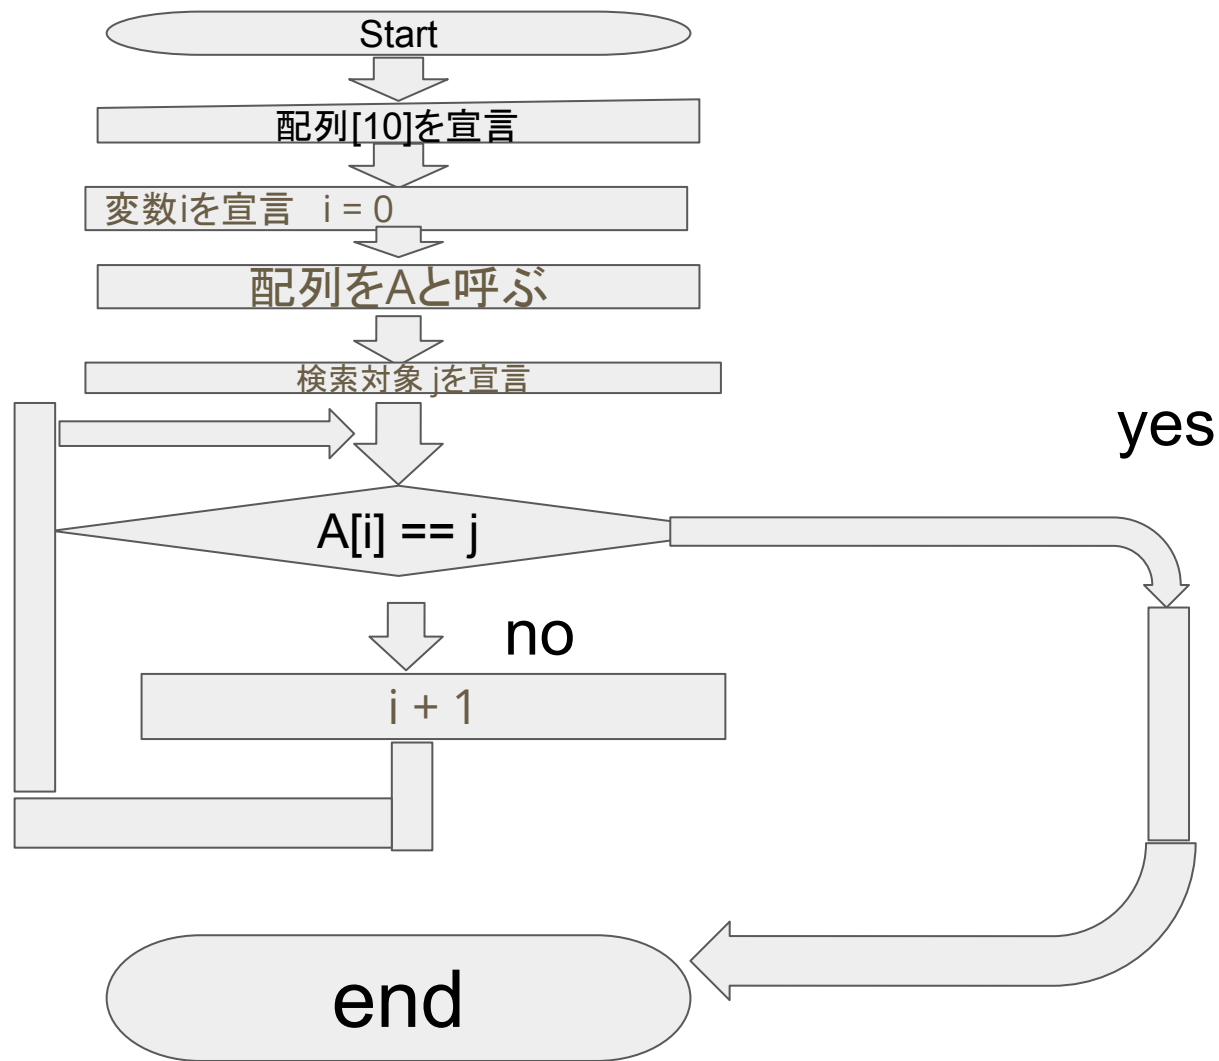 Start
配列[10]を宣言
変数iを宣言 i = 0
配列をAと呼ぶ
検索対象 jを宣言
yes
A[i] == j
no
i + 1
end